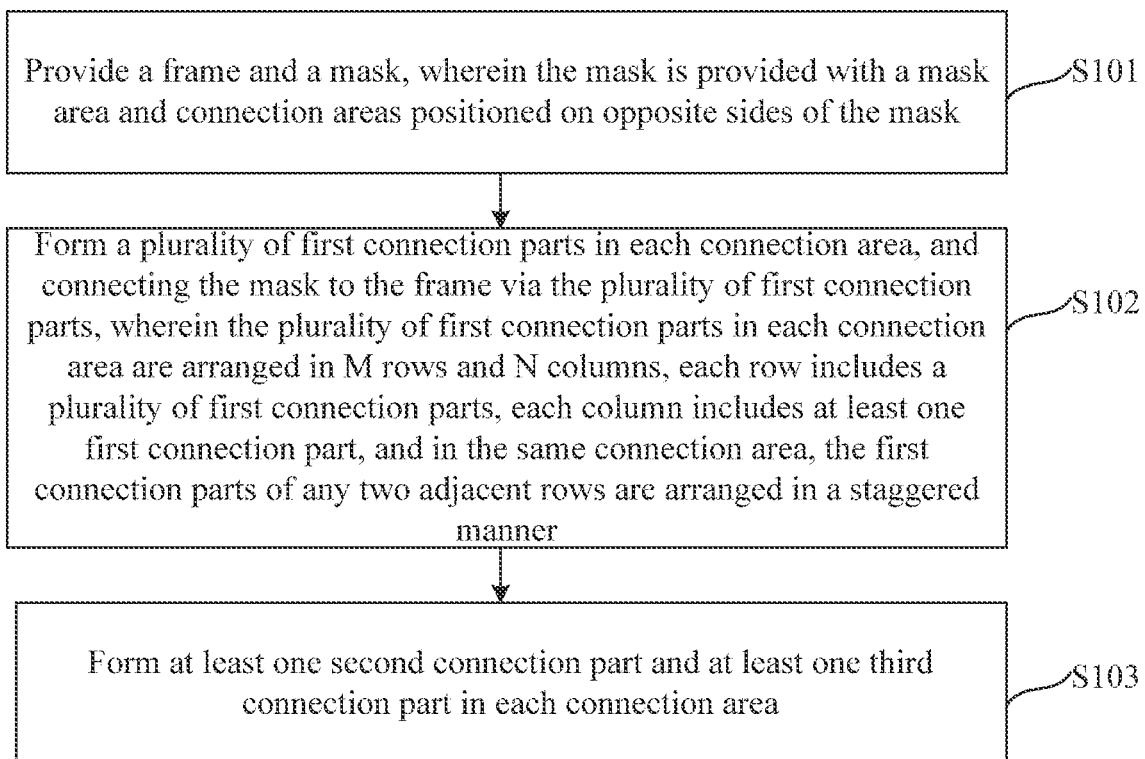 Provide a frame and a mask, wherein the mask is provided with a mask
area and connection areas positioned on opposite sides of the mask
S101
Form a plurality of first connection parts in each connection area, and
connecting the mask to the frame via the plurality of first connection
parts, wherein the plurality of first connection parts in each connection
area are arranged in M rows and N columns, each row includes a
plurality of first connection parts, each column includes at least one
first connection part, and in the same connection area, the first
connection parts of any two adjacent rows are arranged in a staggered
manner
S102
Form at least one second connection part and at least one third
connection part in each connection area
S103